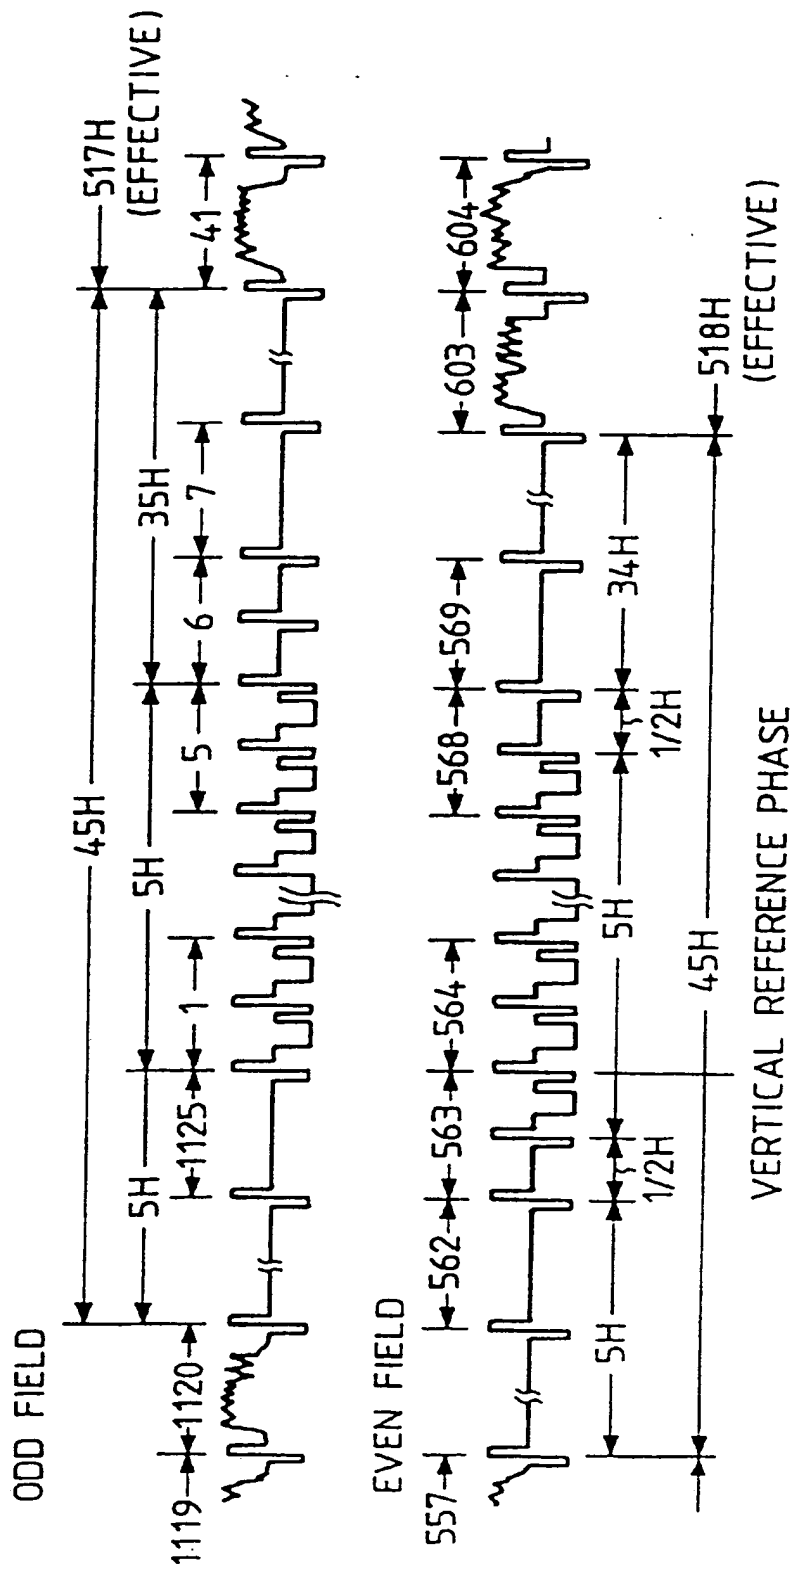 ODD FIELD
45H
517H
(EFFECTIVE)
5H
5H
35H
1119
1120
1125
1
5
6
7
41
EVEN FIELD
557
562
563
564
568
569
603
604
5H
1/2H
5H
1/2H
34H
45H
518H
(EFFECTIVE)
VERTICAL REFERENCE PHASE